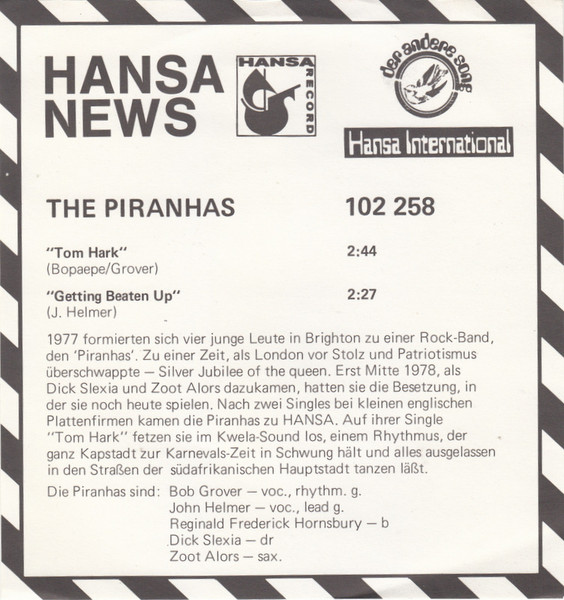 HANSA
NEWS
HANSA
RECORD
der andere song
Hansa International
THE PIRANHAS 102 258
"Tom Hark" 2:44
(Bopaepe/Grover)
"Getting Beaten Up" 2:27
(J. Helmer)
1977 formierten sich vier junge Leute in Brighton zu einer Rock-Band,
den 'Piranhas'. Zu einer Zeit, als London vor Stolz und Patriotismus
überschwappte – Silver Jubilee of the queen. Erst Mitte 1978, als
Dick Slexia und Zoot Alors dazukamen, hatten sie die Besetzung, in
der sie noch heute spielen. Nach zwei Singles bei kleinen englischen
Plattenfirmen kamen die Piranhas zu HANSA. Auf ihrer Single
"Tom Hark" fetzen sie im Kwela-Sound los, einem Rhythmus, der
ganz Kapstadt zur Karnevals-Zeit in Schwung hält und alles ausgelassen
in den Straßen der südafrikanischen Hauptstadt tanzen läßt.
Die Piranhas sind: Bob Grover – voc., rhythm. g.
John Helmer – voc., lead g.
Reginald Frederick Hornsbury – b
Dick Slexia – dr
Zoot Alors – sax.